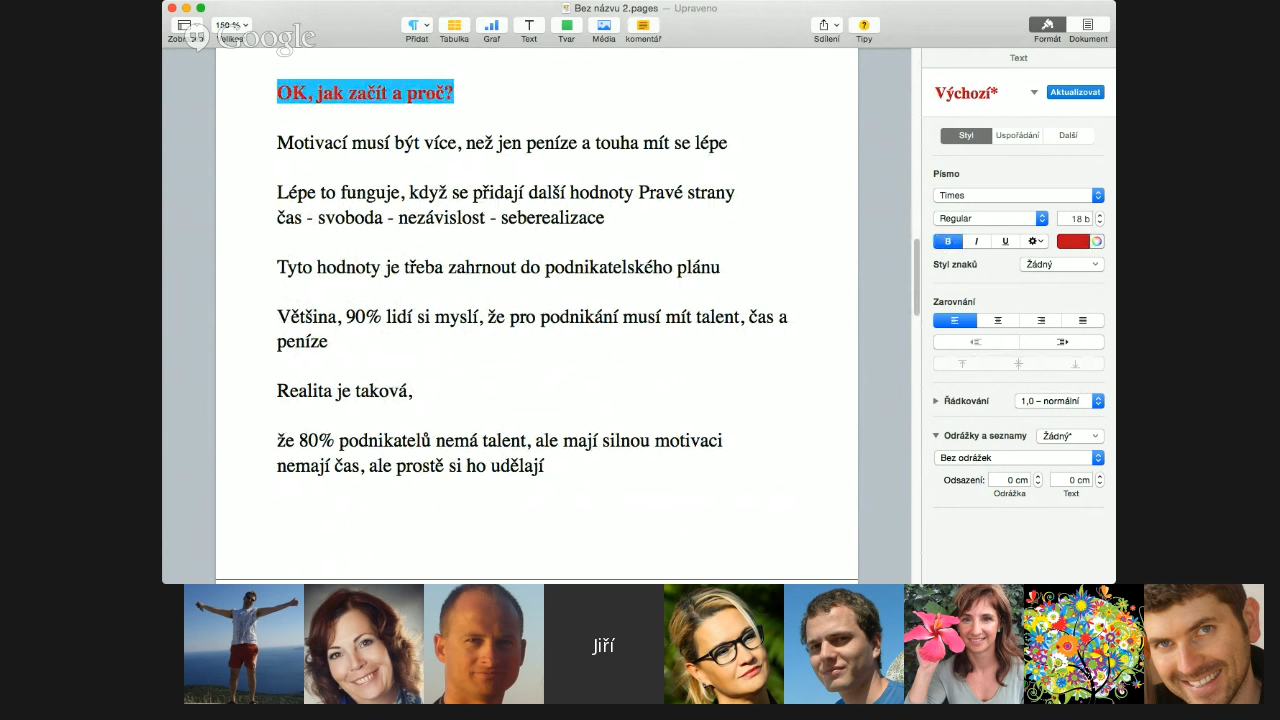 Bez názvu 2.pages — Upraveno
150 %
Google
Přidat
Tabulka
Graf
Text
Tvar
Média
komentář
Sdílení
Tipy
Formát
Dokument
OK, jak začít a proč?
Motivací musí být více, než jen peníze a touha mít se lépe
Lépe to funguje, když se přidají další hodnoty Pravé strany
čas - svoboda - nezávislost - seberealizace
Tyto hodnoty je třeba zahrnout do podnikatelského plánu
Většina, 90% lidí si myslí, že pro podnikání musí mít talent, čas a
peníze
Realita je taková,
že 80% podnikatelů nemá talent, ale mají silnou motivaci
nemají čas, ale prostě si ho udělají
Text
Výchozí*
Aktualizovat
Styl
Uspořádání
Další
Písmo
Times
Regular
18 b
B I U
Styl znaků
Žádný
Zarovnání
Řádkování
1,0 – normální
Odrážky a seznamy
Žádný*
Bez odrážek
Odsazení:
0 cm
0 cm
Odrážka
Text
Jiří